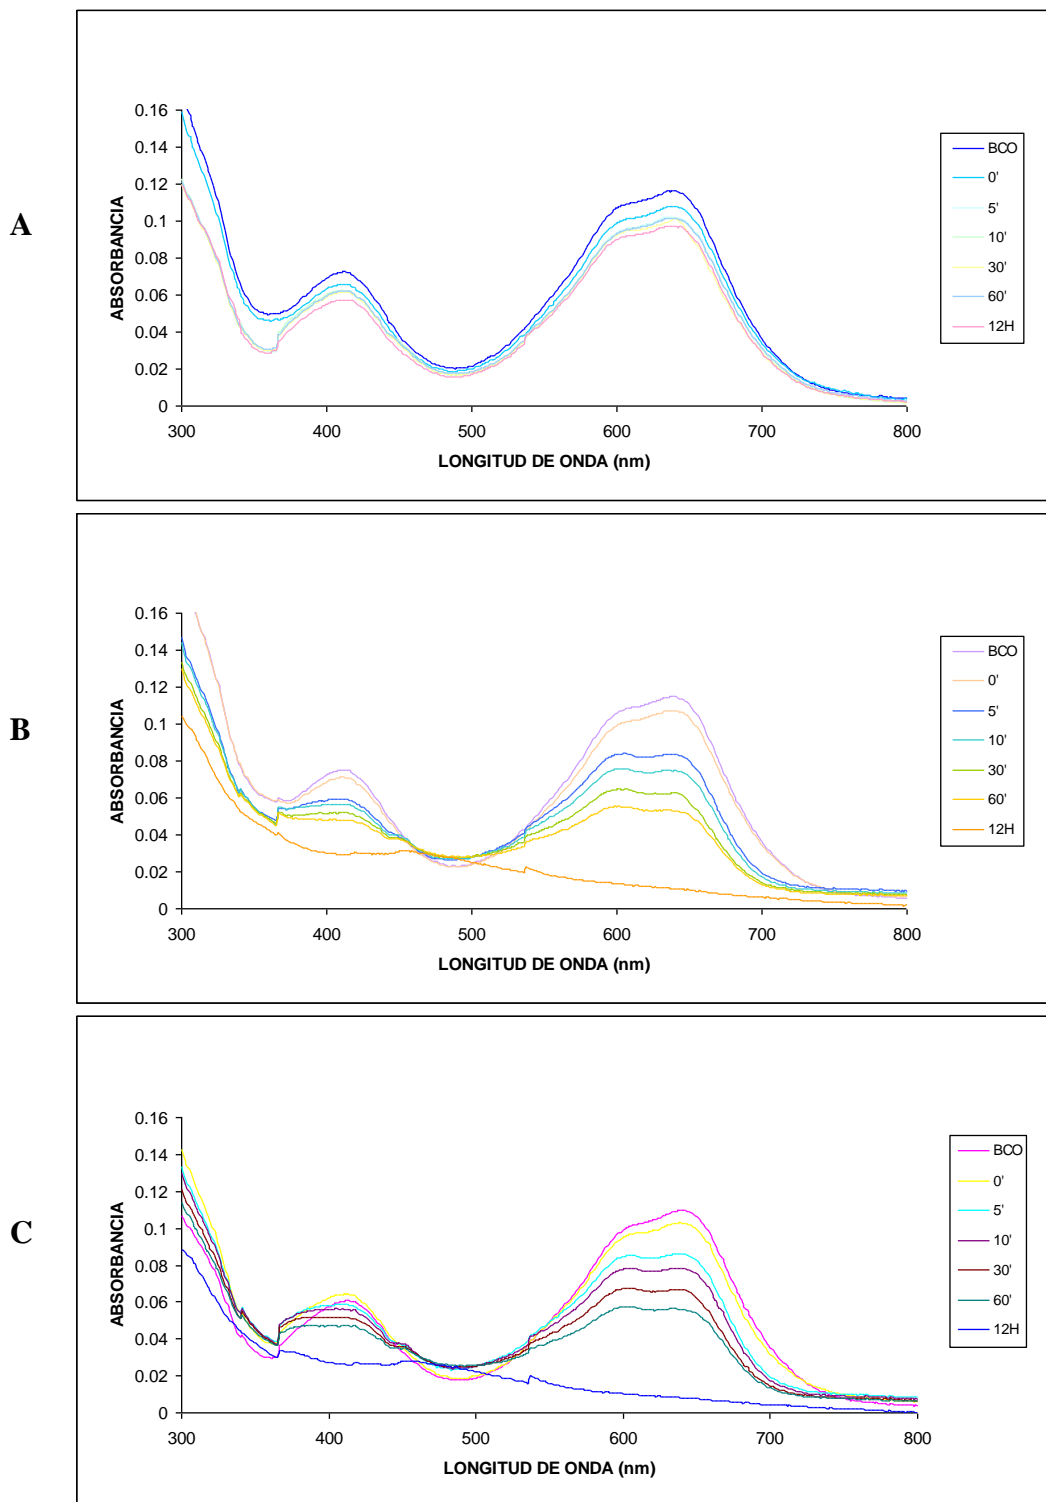 A
ABSORBANCIA
0.16
0.14
0.12
0.1
0.08
0.06
0.04
0.02
0
300 400 500 600 700 800
LONGITUD DE ONDA (nm)
BCO
0'
5'
10'
30'
60'
12H
B
ABSORBANCIA
0.16
0.14
0.12
0.1
0.08
0.06
0.04
0.02
0
300 400 500 600 700 800
LONGITUD DE ONDA (nm)
BCO
0'
5'
10'
30'
60'
12H
C
ABSORBANCIA
0.16
0.14
0.12
0.1
0.08
0.06
0.04
0.02
0
300 400 500 600 700 800
LONGITUD DE ONDA (nm)
BCO
0'
5'
10'
30'
60'
12H